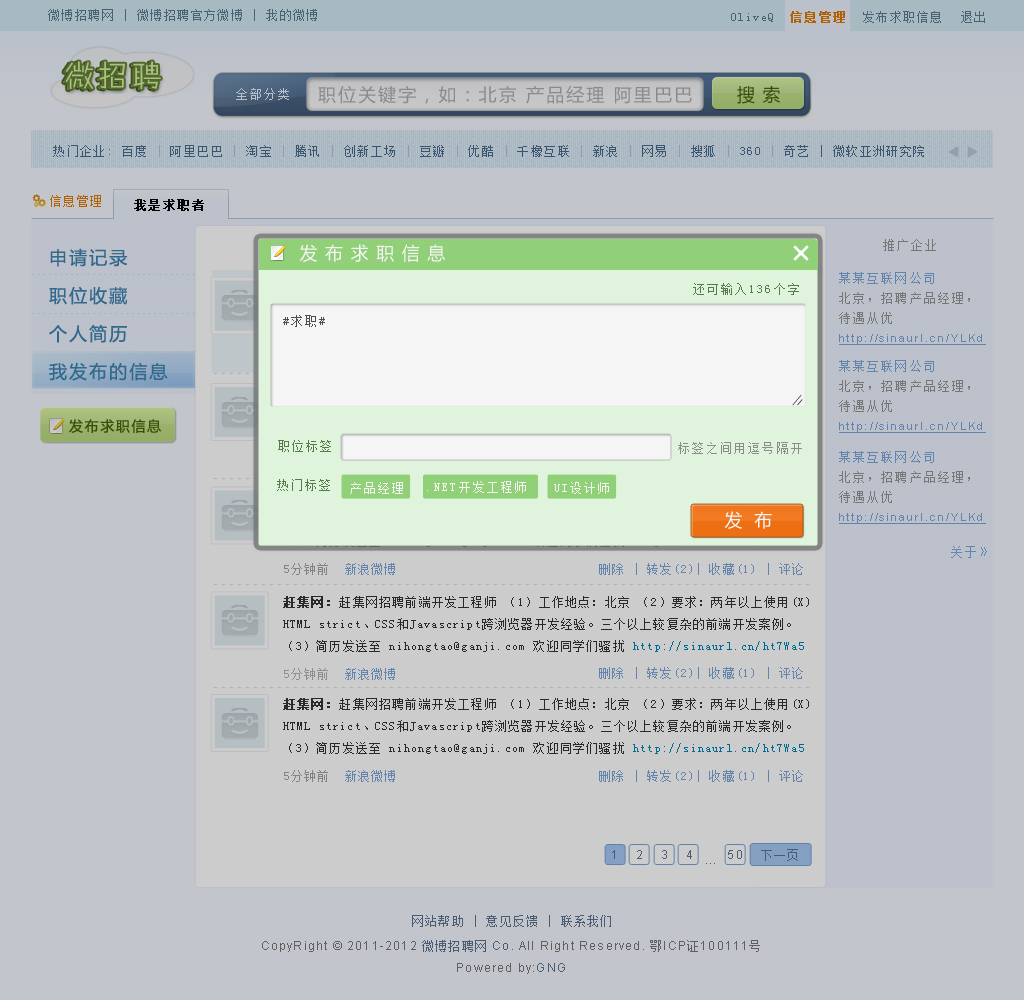 微博招聘网 | 微博招聘官方微博 | 我的微博
OliveQ 信息管理 发布求职信息 退出
微招聘
全部分类 职位关键字，如：北京 产品经理 阿里巴巴 搜 索
热门企业: 百度 | 阿里巴巴 | 淘宝 | 腾讯 | 创新工场 | 豆瓣 | 优酷 | 千橡互联 | 新浪 | 网易 | 搜狐 | 360 | 奇艺 | 微软亚洲研究院
信息管理 我是求职者
申请记录
职位收藏
个人简历
我发布的信息
发布求职信息
发布求职信息
还可输入136个字
#求职#
职位标签 标签之间用逗号隔开
热门标签 产品经理 .NET开发工程师 UI设计师
发 布
5分钟前 新浪微博 删除 | 转发(2)| 收藏(1) | 评论
赶集网：赶集网招聘前端开发工程师 （1）工作地点：北京 （2）要求：两年以上使用(X)
HTML strict、CSS和Javascript跨浏览器开发经验。三个以上较复杂的前端开发案例。
（3）简历发送至 nihongtao@ganji.com 欢迎同学们骚扰 http://sinaurl.cn/ht7Wa5
5分钟前 新浪微博 删除 | 转发(2)| 收藏(1) | 评论
赶集网：赶集网招聘前端开发工程师 （1）工作地点：北京 （2）要求：两年以上使用(X)
HTML strict、CSS和Javascript跨浏览器开发经验。三个以上较复杂的前端开发案例。
（3）简历发送至 nihongtao@ganji.com 欢迎同学们骚扰 http://sinaurl.cn/ht7Wa5
5分钟前 新浪微博 删除 | 转发(2)| 收藏(1) | 评论
1 2 3 4 ... 50 下一页
推广企业
某某互联网公司
北京，招聘产品经理，
待遇从优
http://sinaurl.cn/YLKd
某某互联网公司
北京，招聘产品经理，
待遇从优
http://sinaurl.cn/YLKd
某某互联网公司
北京，招聘产品经理，
待遇从优
http://sinaurl.cn/YLKd
关于》
网站帮助 | 意见反馈 | 联系我们
CopyRight © 2011-2012 微博招聘网 Co. All Right Reserved. 鄂ICP证100111号
Powered by:GNG